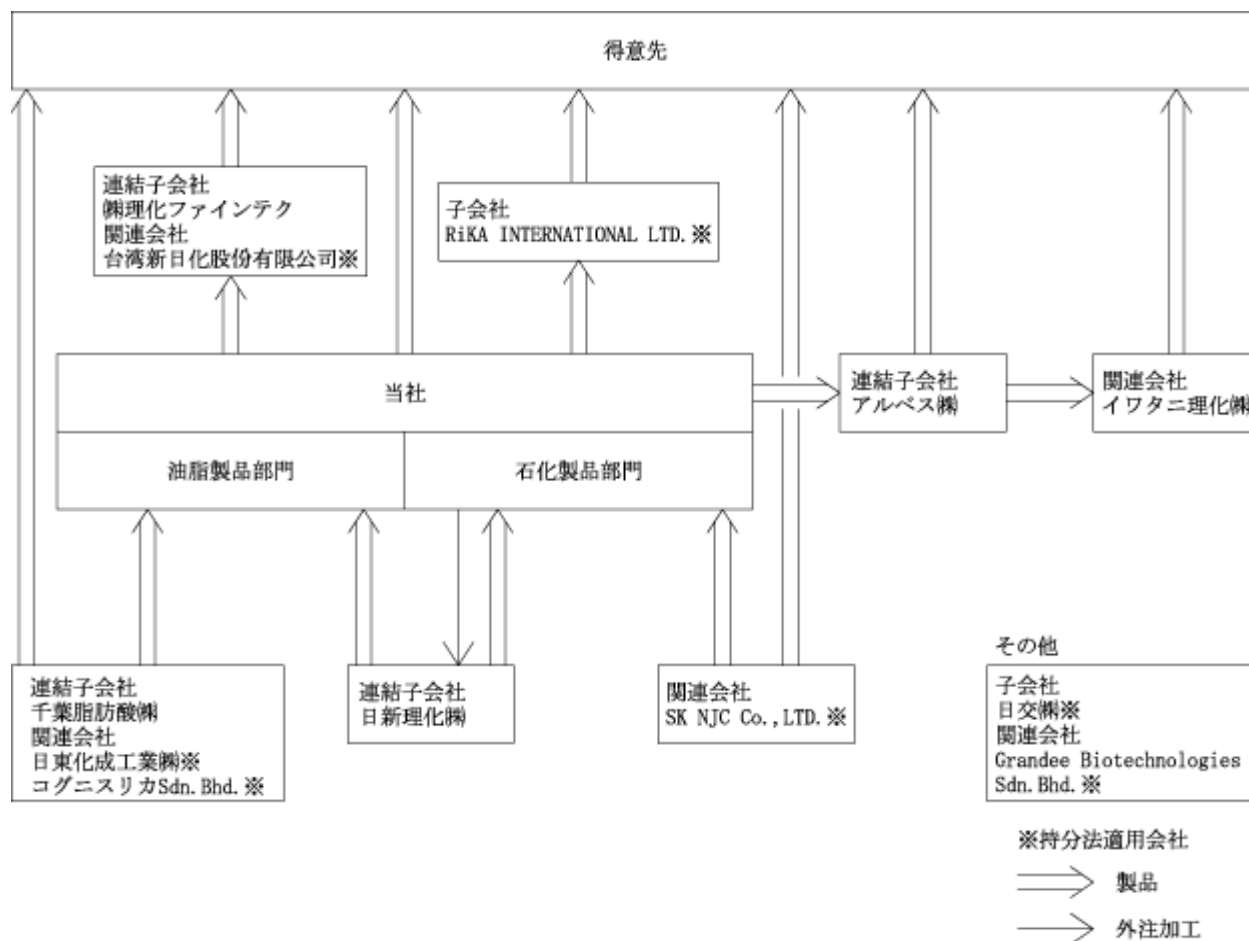 得意先
連結子会社
㈱理化ファインテク
関連会社
台湾新日化股份有限公司※
子会社
RiKA INTERNATIONAL LTD.※
当社
連結子会社
アルベス㈱
関連会社
イワタニ理化㈱
油脂製品部門
石化製品部門
連結子会社
千葉脂肪酸㈱
関連会社
日東化成工業㈱※
コグニスリカSdn.Bhd.※
連結子会社
日新理化㈱
関連会社
SK NJC Co.,LTD.※
その他
子会社
日交㈱※
関連会社
Grandee Biotechnologies
Sdn.Bhd.※
※持分法適用会社
製品
外注加工